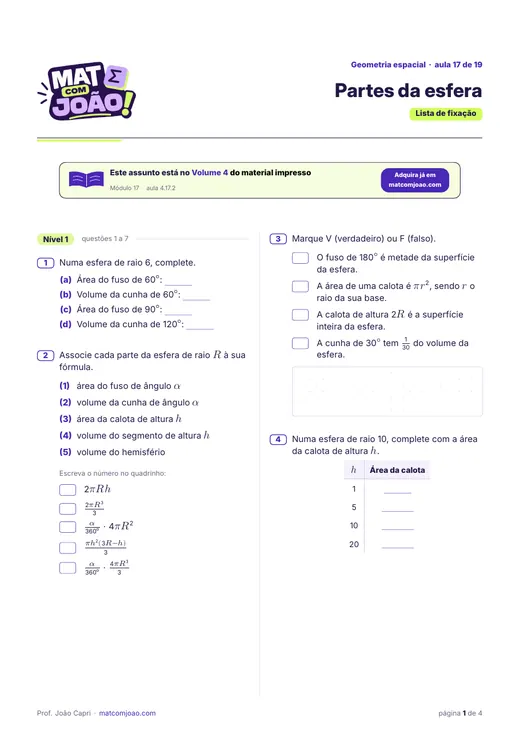 MAT Σ
COM
JOÃO!
Geometria espacial · aula 17 de 19
Partes da esfera
Lista de fixação
Este assunto está no Volume 4 do material impresso
Módulo 17 aula 4.17.2
Adquira já em
matcomjoao.com
Nível 1 questões 1 a 7
1 Numa esfera de raio 6, complete.
(a) Área do fuso de 60°: ______
(b) Volume da cunha de 60°: ______
(c) Área do fuso de 90°: ______
(d) Volume da cunha de 120°: ______
2 Associe cada parte da esfera de raio R à sua
fórmula.
(1) área do fuso de ângulo α
(2) volume da cunha de ângulo α
(3) área da calota de altura h
(4) volume do segmento de altura h
(5) volume do hemisfério
Escreva o número no quadrinho:
2πRh
2πR³/3
α/360° · 4πR²
πh²(3R−h)/3
α/360° · 4πR³/3
3 Marque V (verdadeiro) ou F (falso).
O fuso de 180° é metade da superfície
da esfera.
A área de uma calota é πr², sendo r o
raio da sua base.
A calota de altura 2R é a superfície
inteira da esfera.
A cunha de 30° tem 1/30 do volume da
esfera.
4 Numa esfera de raio 10, complete com a área
da calota de altura h.
h Área da calota
1 ______
5 ______
10 ______
20 ______
Prof. João Capri · matcomjoao.com
página 1 de 4